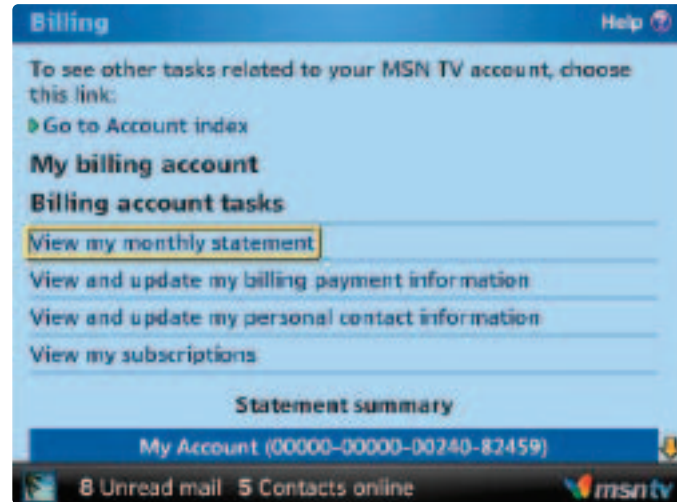 Billing
Help ?
To see other tasks related to your MSN TV account, choose
this link:
Go to Account index
My billing account
Billing account tasks
View my monthly statement
View and update my billing payment information
View and update my personal contact information
View my subscriptions
Statement summary
My Account (00000-00000-00240-82459)
8 Unread mail 5 Contacts online
msntv